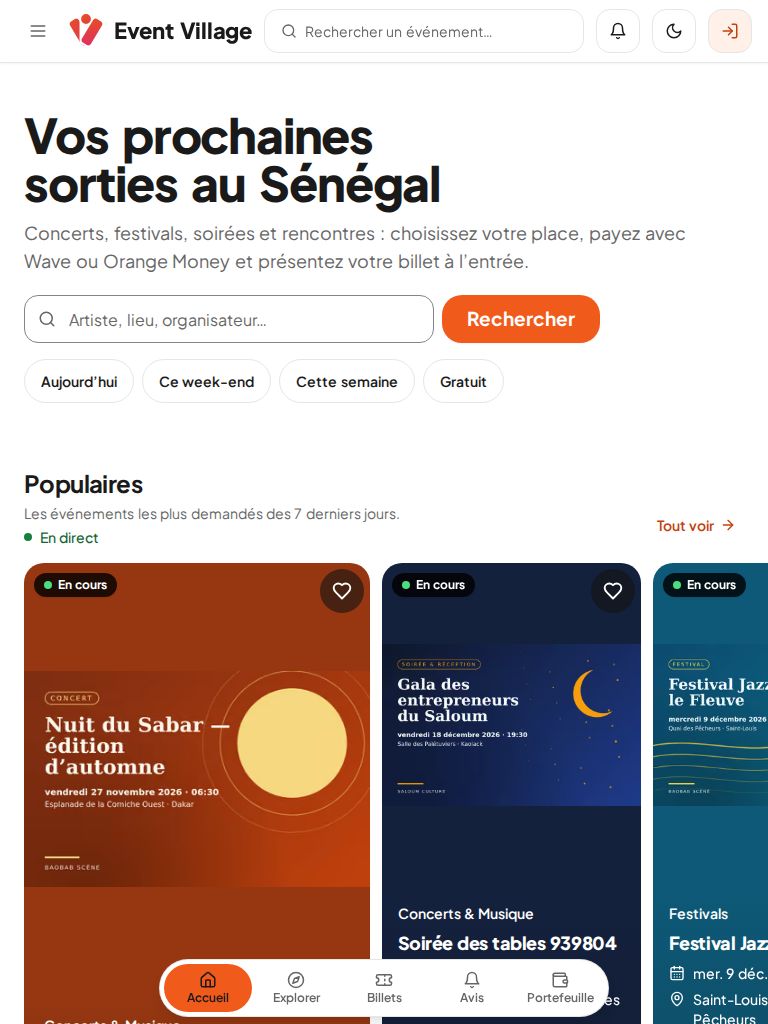 Event Village
Rechercher un événement…
Vos prochaines
sorties au Sénégal
Concerts, festivals, soirées et rencontres : choisissez votre place, payez avec
Wave ou Orange Money et présentez votre billet à l’entrée.
Artiste, lieu, organisateur…
Rechercher
Aujourd’hui
Ce week-end
Cette semaine
Gratuit
Populaires
Les événements les plus demandés des 7 derniers jours.
En direct
Tout voir
En cours
CONCERT
Nuit du Sabar —
édition
d’automne
vendredi 27 novembre 2026 · 06:30
Esplanade de la Corniche Ouest · Dakar
BAOBAB SCÈNE
En cours
SOIRÉE & RÉCEPTION
Gala des
entrepreneurs
du Saloum
vendredi 18 décembre 2026 · 19:30
Salle des Palétuviers · Kaolack
SALOUM CULTURE
Concerts & Musique
Soirée des tables 939804
En cours
FESTIVAL
Festival Jazz
le Fleuve
mercredi 9 décembre 2026
Quai des Pêcheurs · Saint-Louis
BAOBAB SCÈNE
Festivals
Festival Jazz
mer. 9 déc.
Saint-Louis
Pêcheurs
Accueil
Explorer
Billets
Avis
Portefeuille